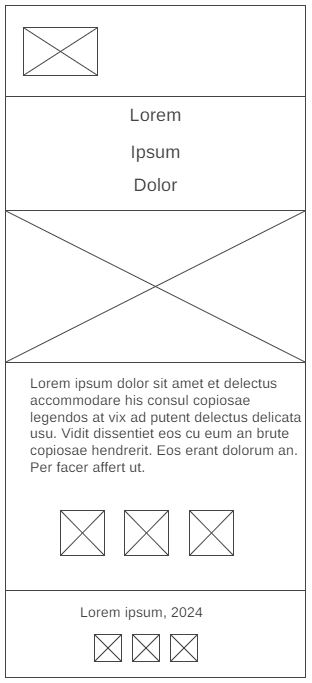 Lorem
Ipsum
Dolor
Lorem ipsum dolor sit amet et delectus
accommodare his consul copiosae
legendos at vix ad putent delectus delicata
usu. Vidit dissentiet eos cu eum an brute
copiosae hendrerit. Eos erant dolorum an.
Per facer affert ut.
Lorem ipsum, 2024